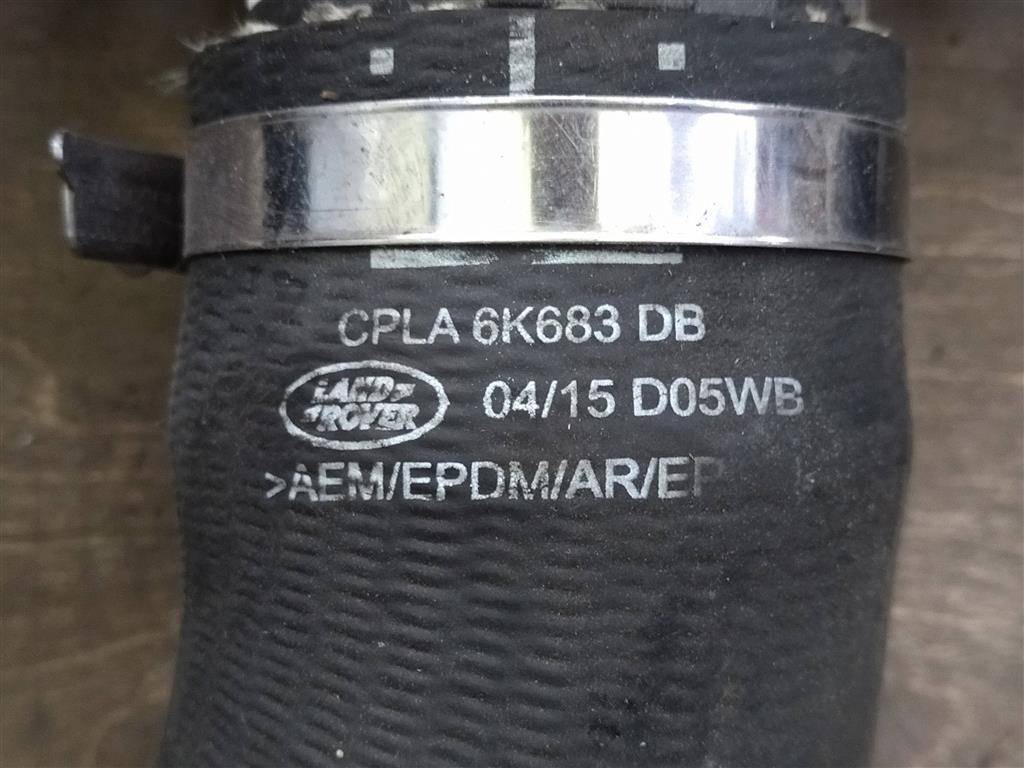 CPLA 6K683 DB
LAND ROVER
04/15 D05WB
>AEM/EPDM/AR/EP